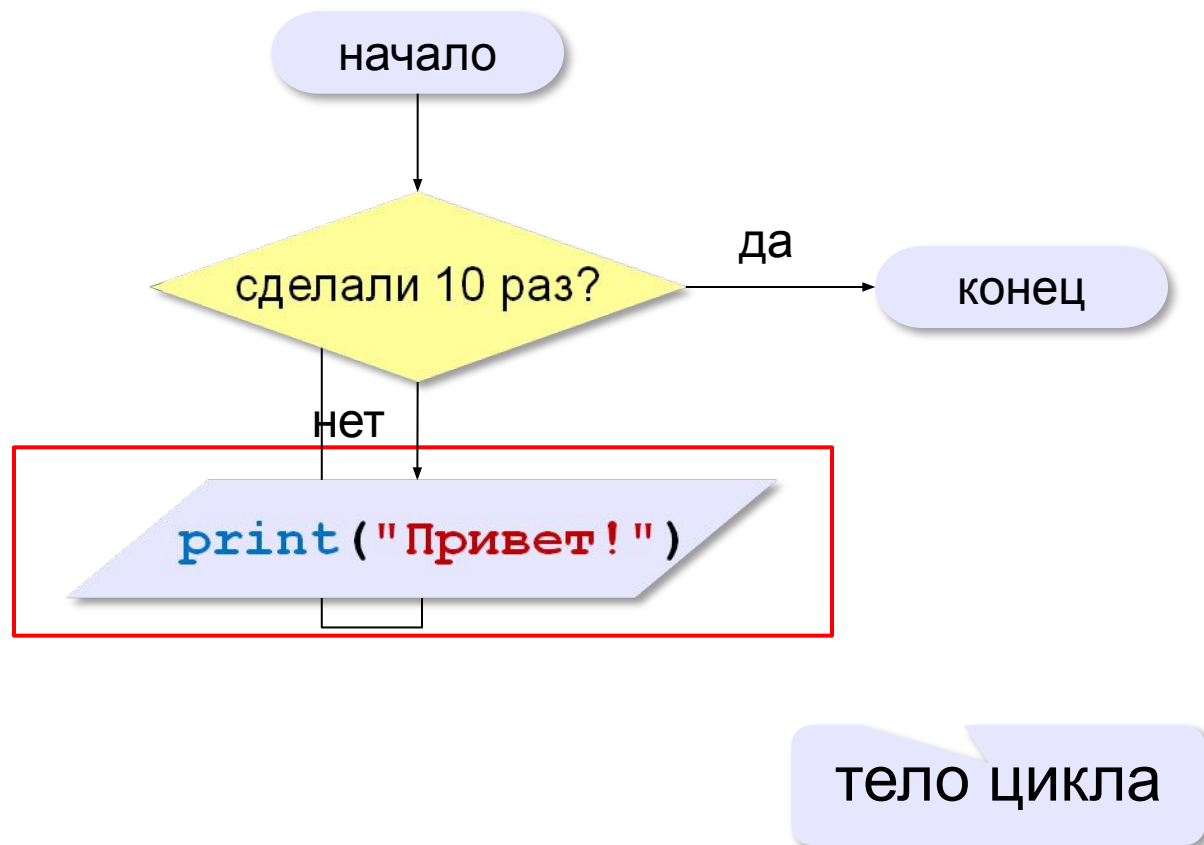 начало
сделали 10 раз?
да
конец
нет
print("Привет!")
тело цикла